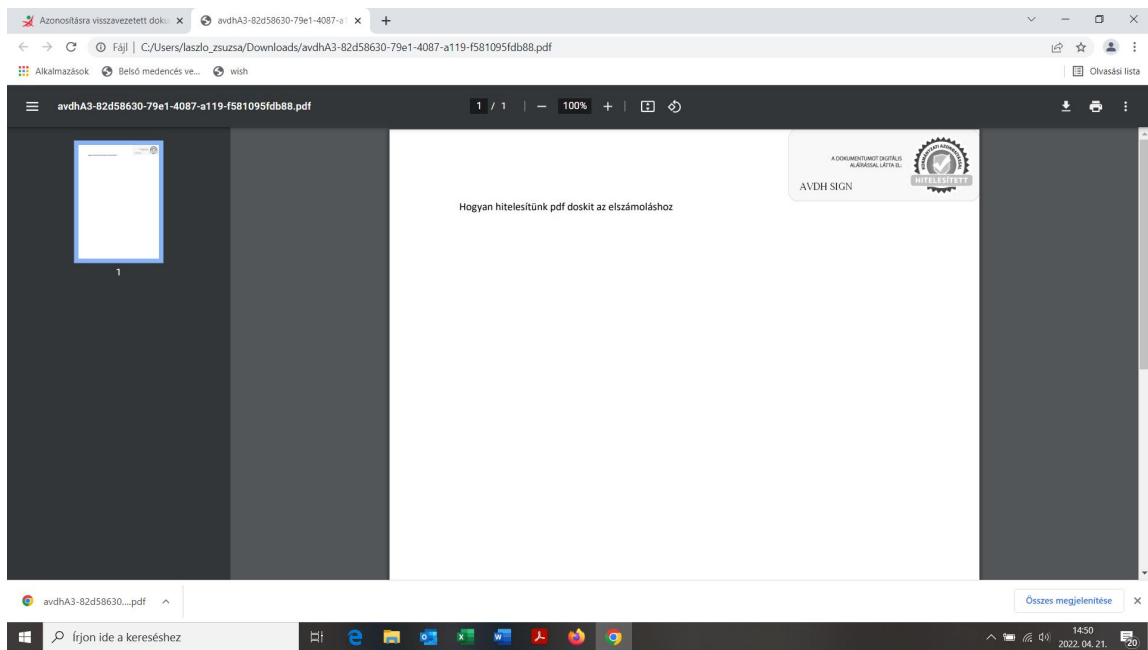 Azonosításra visszavezetett doku
avdhA3-82d58630-79e1-4087-a1
Fájl | C:/Users/laszlo_zsuzsa/Downloads/avdhA3-82d58630-79e1-4087-a119-f581095fdb88.pdf
Alkalmazások Belső medencés ve... wish Olvasási lista
avdhA3-82d58630-79e1-4087-a119-f581095fdb88.pdf 1 / 1 | − 100% + |
A DOKUMENTUMOT DIGITÁLIS
ALÁÍRÁSSAL LÁTTA EL:
AVDH SIGN
HITELESÍTETT
Hogyan hitelesítünk pdf doskit az elszámoláshoz
1
avdhA3-82d58630....pdf Összes megjelenítése
Írjon ide a kereséshez
14:50
2022. 04. 21.
20